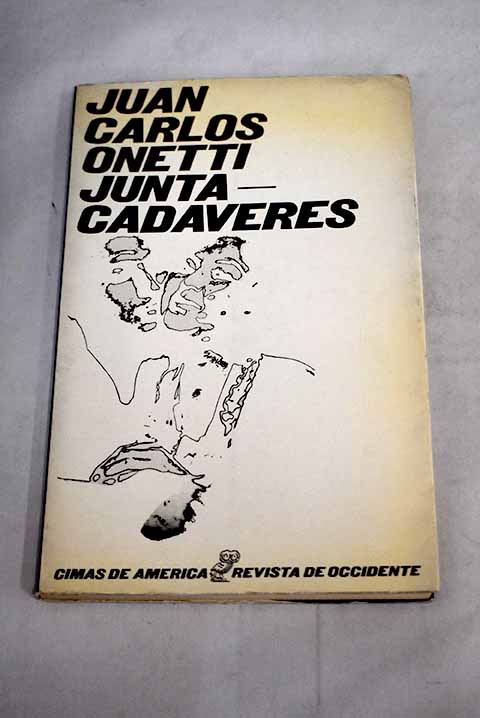 JUAN
CARLOS
ONETTI
JUNTA—
CADAVERES
CIMAS DE AMERICA REVISTA DE OCCIDENTE